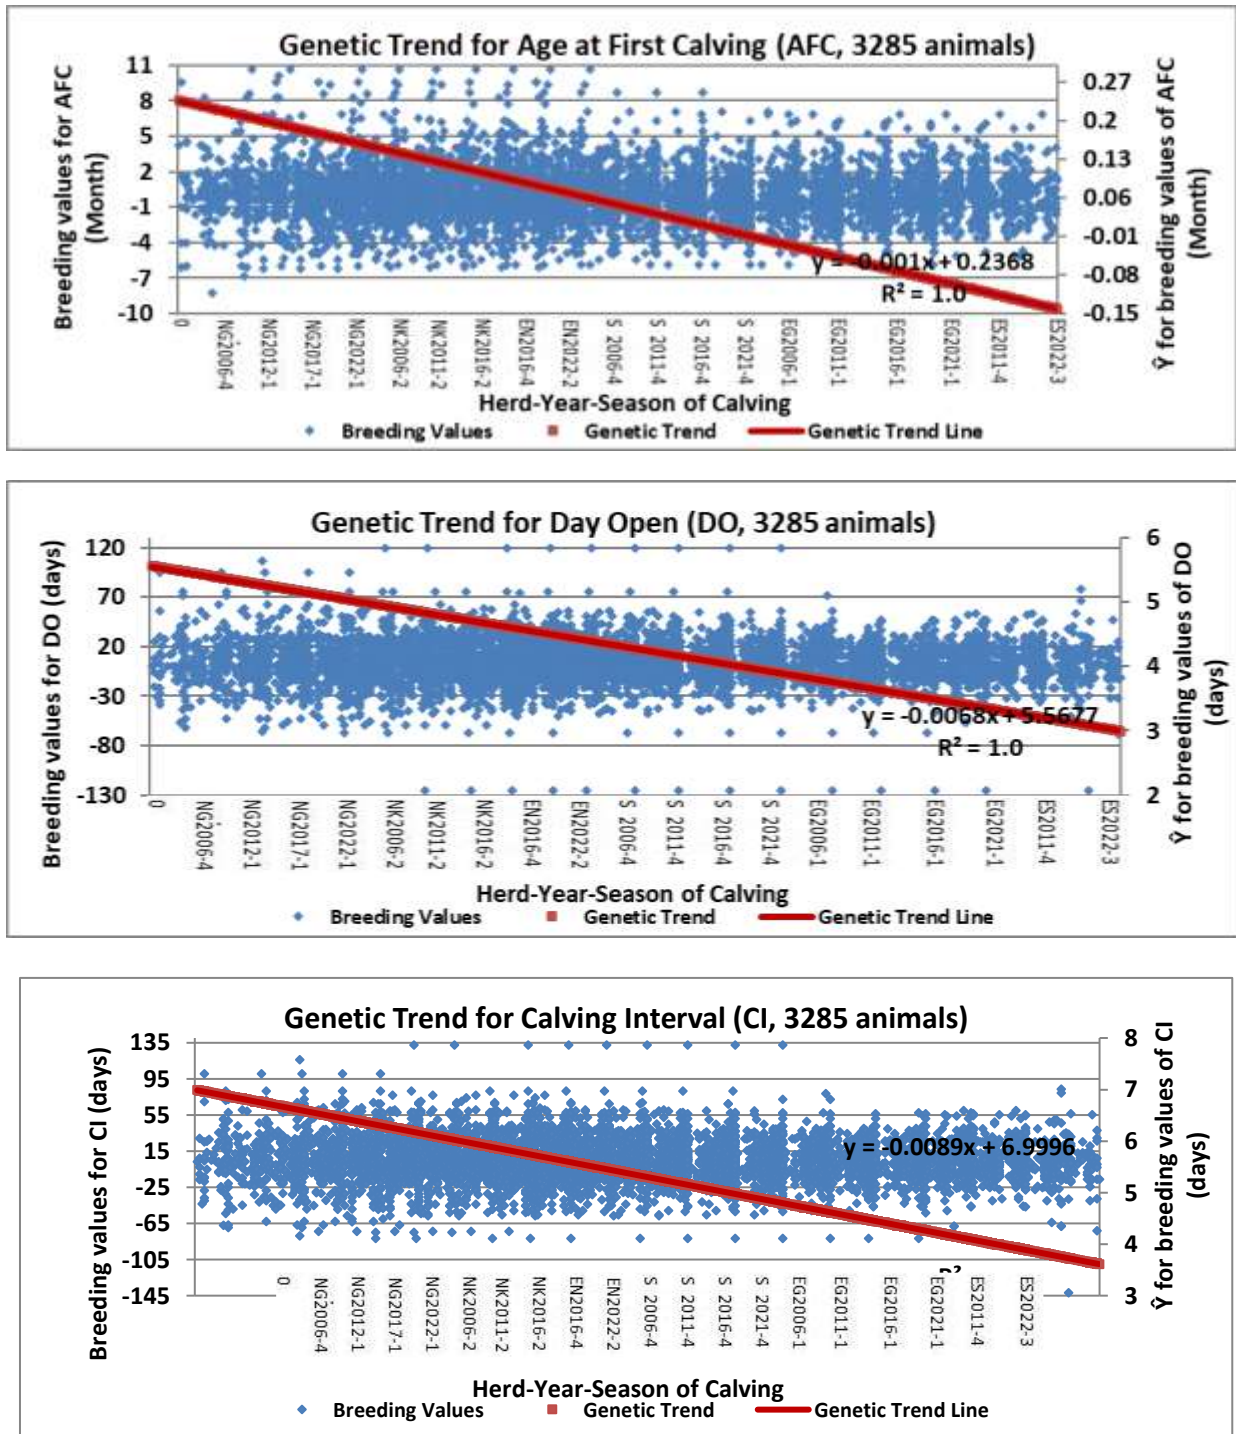 Genetic Trend for Age at First Calving (AFC, 3285 animals)
Breeding values for AFC
(Month)
11
8
5
2
-1
-4
-7
-10
0.27
0.2
0.13
0.06
-0.01
-0.08
-0.15
Ŷ for breeding values of AFC
(Month)
y = -0.001x + 0.2368
R² = 1.0
0
NG2006-4
NG2012-1
NG2017-1
NG2022-1
NK2006-2
NK2011-2
NK2016-2
EN2016-4
EN2022-2
S 2006-4
S 2011-4
S 2016-4
S 2021-4
EG2006-1
EG2011-1
EG2016-1
EG2021-1
ES2011-4
ES2022-3
Herd-Year-Season of Calving
Breeding Values Genetic Trend Genetic Trend Line
Genetic Trend for Day Open (DO, 3285 animals)
Breeding values for DO (days)
120
70
20
-30
-80
-130
6
5
4
3
2
Ŷ for breeding values of DO
(days)
y = -0.0068x + 5.5677
R² = 1.0
0
NG2006-4
NG2012-1
NG2017-1
NG2022-1
NK2006-2
NK2011-2
NK2016-2
EN2016-4
EN2022-2
S 2006-4
S 2011-4
S 2016-4
S 2021-4
EG2006-1
EG2011-1
EG2016-1
EG2021-1
ES2011-4
ES2022-3
Herd-Year-Season of Calving
Breeding Values Genetic Trend Genetic Trend Line
Genetic Trend for Calving Interval (CI, 3285 animals)
Breeding values for CI (days)
135
95
55
15
-25
-65
-105
-145
8
7
6
5
4
3
Ŷ for breeding values of CI
(days)
y = -0.0089x + 6.9996
0
NG2006-4
NG2012-1
NG2017-1
NG2022-1
NK2006-2
NK2011-2
NK2016-2
EN2016-4
EN2022-2
S 2006-4
S 2011-4
S 2016-4
S 2021-4
EG2006-1
EG2011-1
EG2016-1
EG2021-1
ES2011-4
ES2022-3
Herd-Year-Season of Calving
Breeding Values Genetic Trend Genetic Trend Line